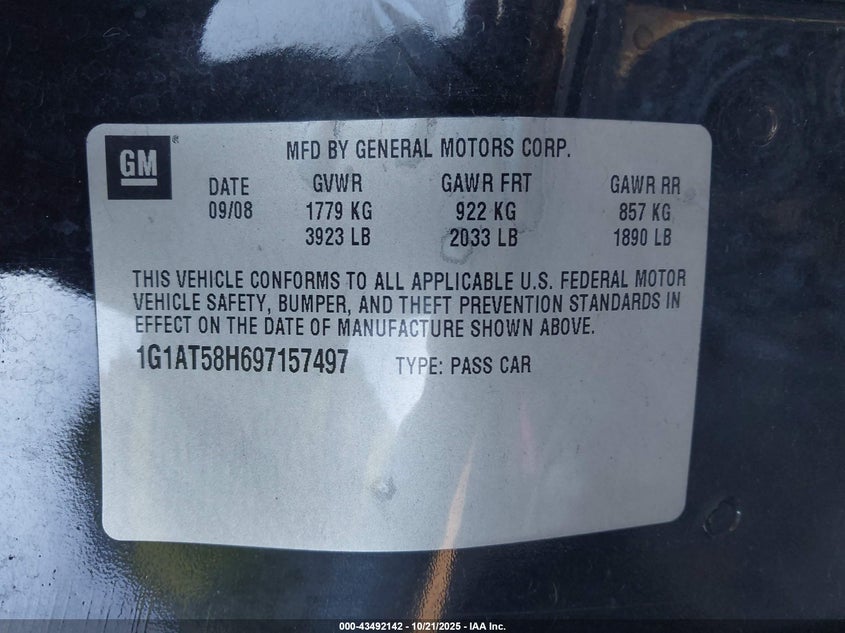 GM®
MFD BY GENERAL MOTORS CORP.
DATE GVWR GAWR FRT GAWR RR
09/08 1779 KG 922 KG 857 KG
3923 LB 2033 LB 1890 LB
THIS VEHICLE CONFORMS TO ALL APPLICABLE U.S. FEDERAL MOTOR
VEHICLE SAFETY, BUMPER, AND THEFT PREVENTION STANDARDS IN
EFFECT ON THE DATE OF MANUFACTURE SHOWN ABOVE.
1G1AT58H697157497 TYPE: PASS CAR
000-43492142 - 10/21/2025 - IAA Inc.